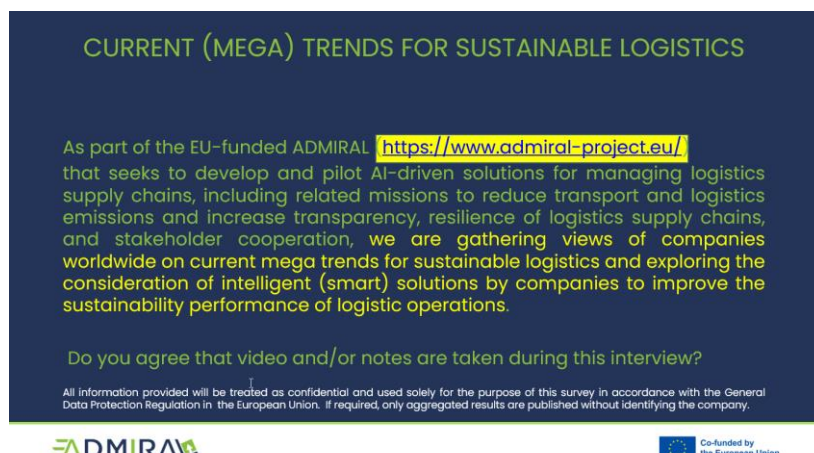 CURRENT (MEGA) TRENDS FOR SUSTAINABLE LOGISTICS
As part of the EU-funded ADMIRAL (https://www.admiral-project.eu/)
that seeks to develop and pilot AI-driven solutions for managing logistics
supply chains, including related missions to reduce transport and logistics
emissions and increase transparency, resilience of logistics supply chains,
and stakeholder cooperation, we are gathering views of companies
worldwide on current mega trends for sustainable logistics and exploring the
consideration of intelligent (smart) solutions by companies to improve the
sustainability performance of logistic operations.
Do you agree that video and/or notes are taken during this interview?
All information provided will be treated as confidential and used solely for the purpose of this survey in accordance with the General
Data Protection Regulation in the European Union. If required, only aggregated results are published without identifying the company.
ADMIRAL
Co-funded by
the European Union